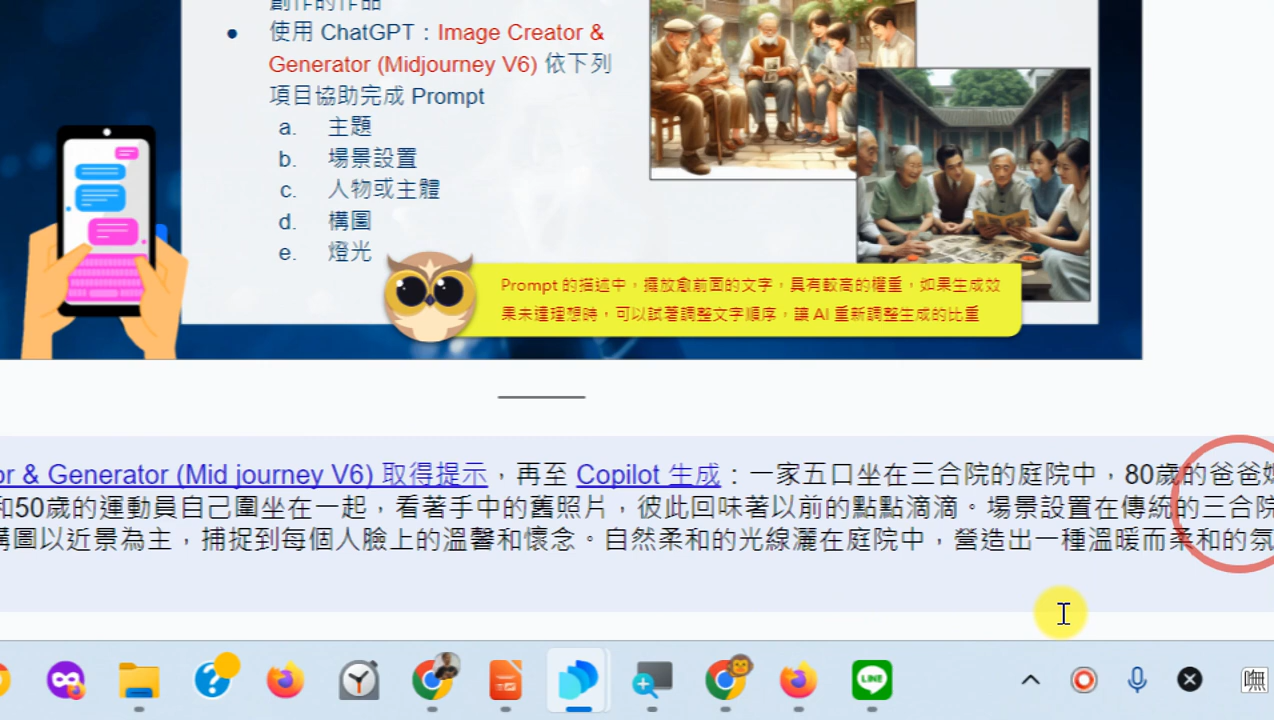 創作的作品
使用 ChatGPT：Image Creator &
Generator (Midjourney V6) 依下列
項目協助完成 Prompt
a. 主題
b. 場景設置
c. 人物或主體
d. 構圖
e. 燈光
Prompt 的描述中，擺放愈前面的文字，具有較高的權重，如果生成效
果未達理想時，可以試著調整文字順序，讓 AI 重新調整生成的比重
or & Generator (Mid journey V6) 取得提示，再至 Copilot 生成：一家五口坐在三合院的庭院中，80歲的爸爸
和50歲的運動員自己圍坐在一起，看著手中的舊照片，彼此回味著以前的點點滴滴。場景設置在傳統的三合院
構圖以近景為主，捕捉到每個人臉上的溫馨和懷念。自然柔和的光線灑在庭院中，營造出一種溫暖而柔和的氛
LINE
嘸